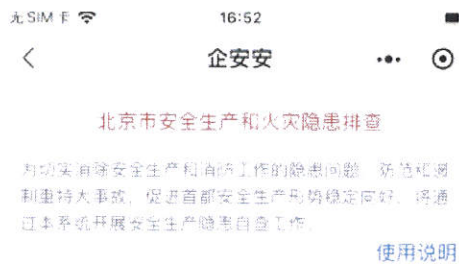 无SIM卡 16:52
企安安
北京市安全生产和火灾隐患排查
为切实消除安全生产和消防工作的隐患问题，防范和遏
制重特大事故，促进首都安全生产形势稳定向好，将通
过本系统开展安全生产隐患自查工作。
使用说明